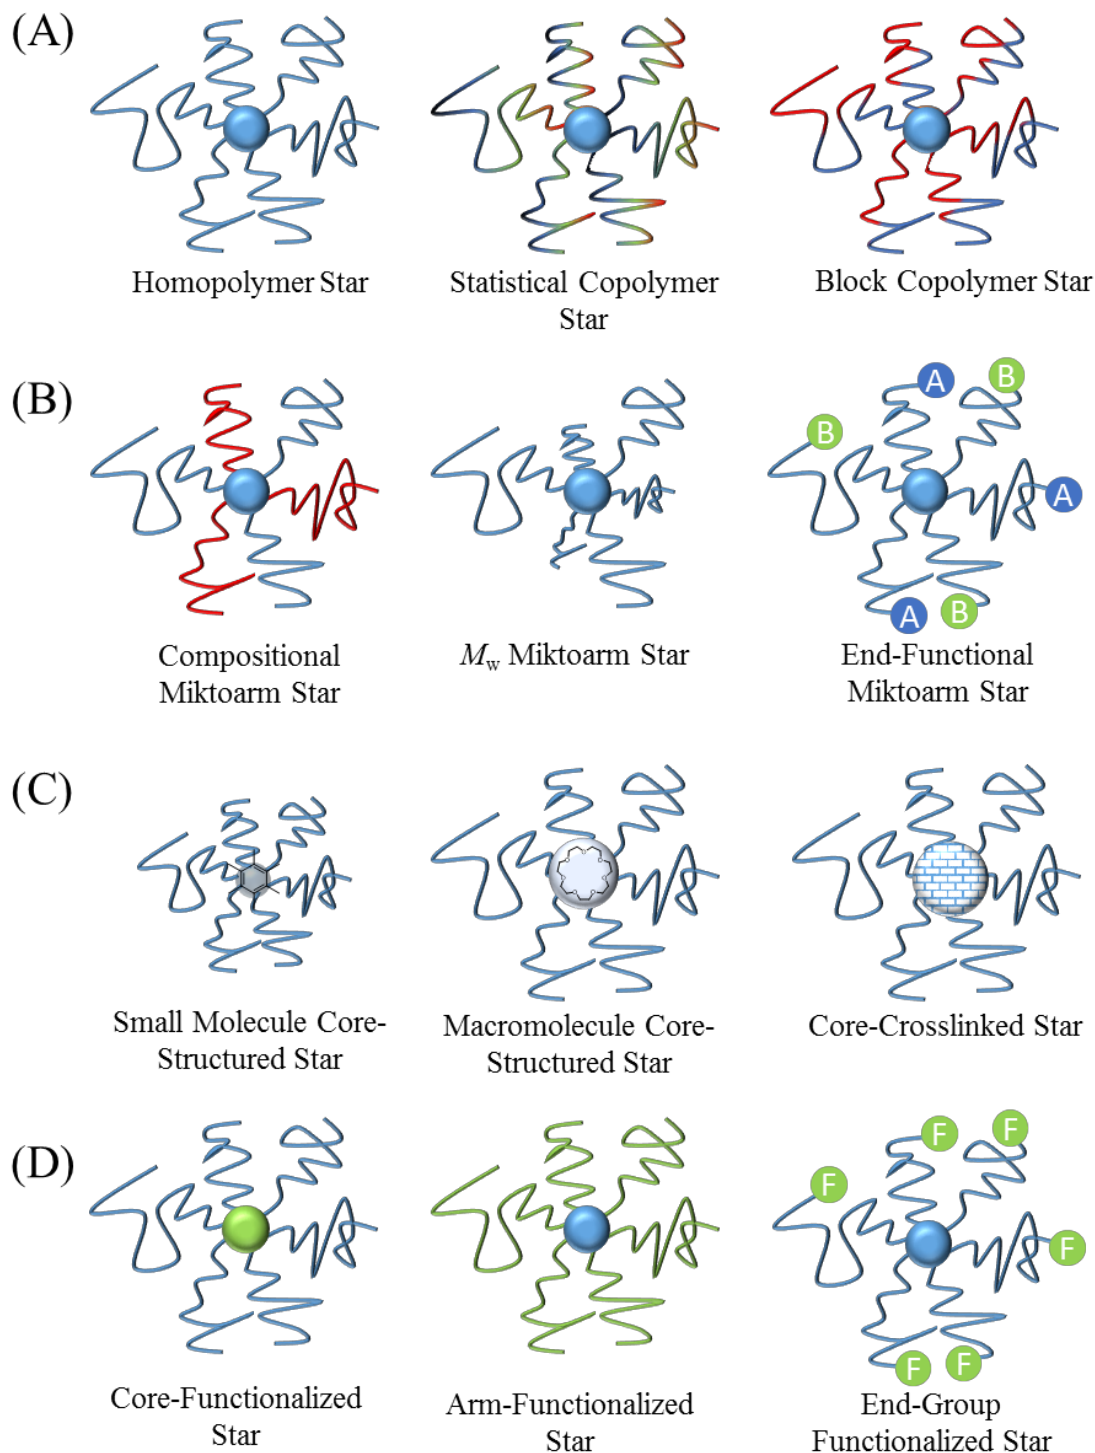 (A)
Homopolymer Star
Statistical Copolymer
Star
Block Copolymer Star
(B)
A
B
B
A
A
B
Compositional
Miktoarm Star
Mw Miktoarm Star
End-Functional
Miktoarm Star
(C)
Small Molecule Core-
Structured Star
Macromolecule Core-
Structured Star
Core-Crosslinked Star
(D)
F
F
F
F
F
F
Core-Functionalized
Star
Arm-Functionalized
Star
End-Group
Functionalized Star